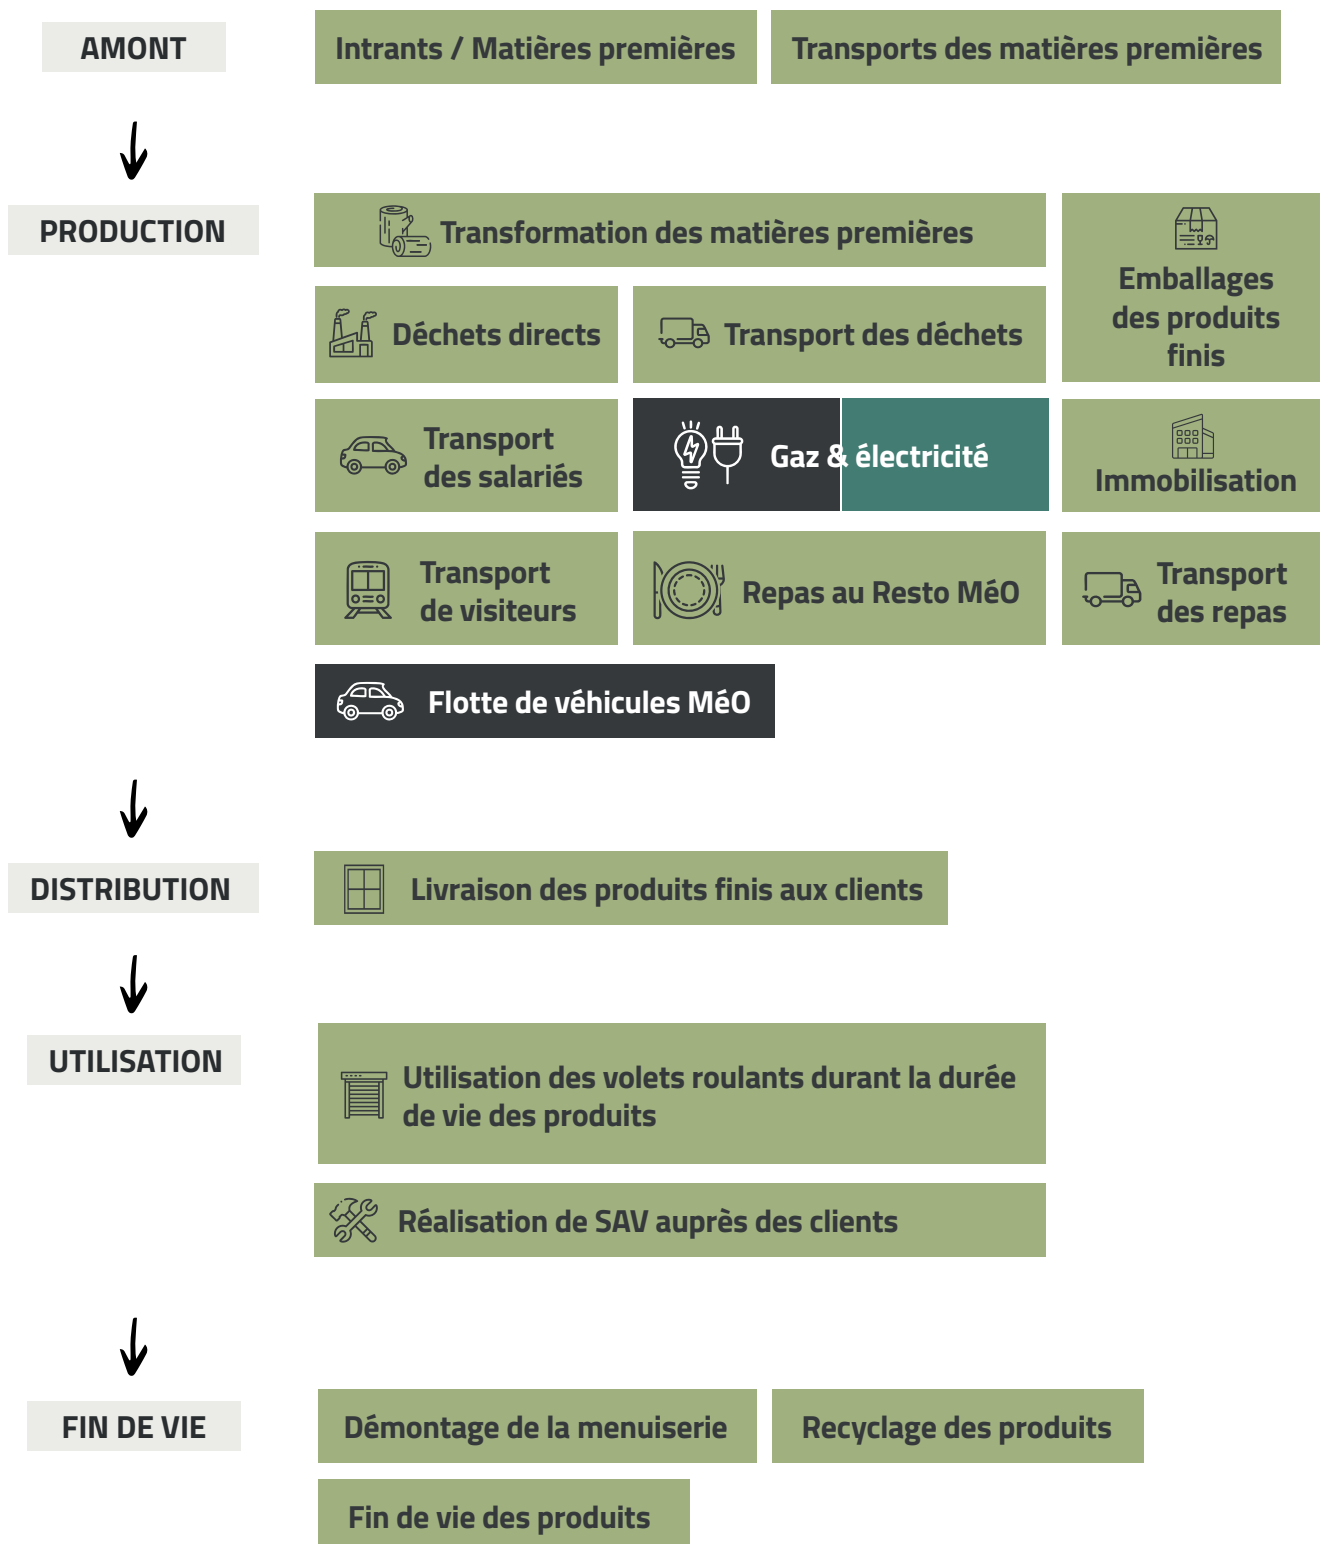 AMONT
Intrants / Matières premières
Transports des matières premières
PRODUCTION
Transformation des matières premières
Emballages
des produits
finis
Déchets directs
Transport des déchets
Transport
des salariés
Gaz & électricité
Immobilisation
Transport
de visiteurs
Repas au Resto MéO
Transport
des repas
Flotte de véhicules MéO
DISTRIBUTION
Livraison des produits finis aux clients
UTILISATION
Utilisation des volets roulants durant la durée
de vie des produits
Réalisation de SAV auprès des clients
FIN DE VIE
Démontage de la menuiserie
Recyclage des produits
Fin de vie des produits